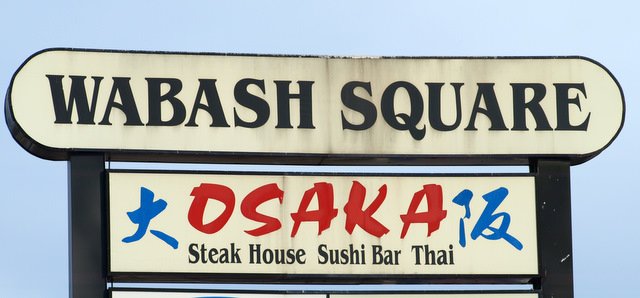 WABASH SQUARE
大 OSAKA 阪
Steak House Sushi Bar Thai